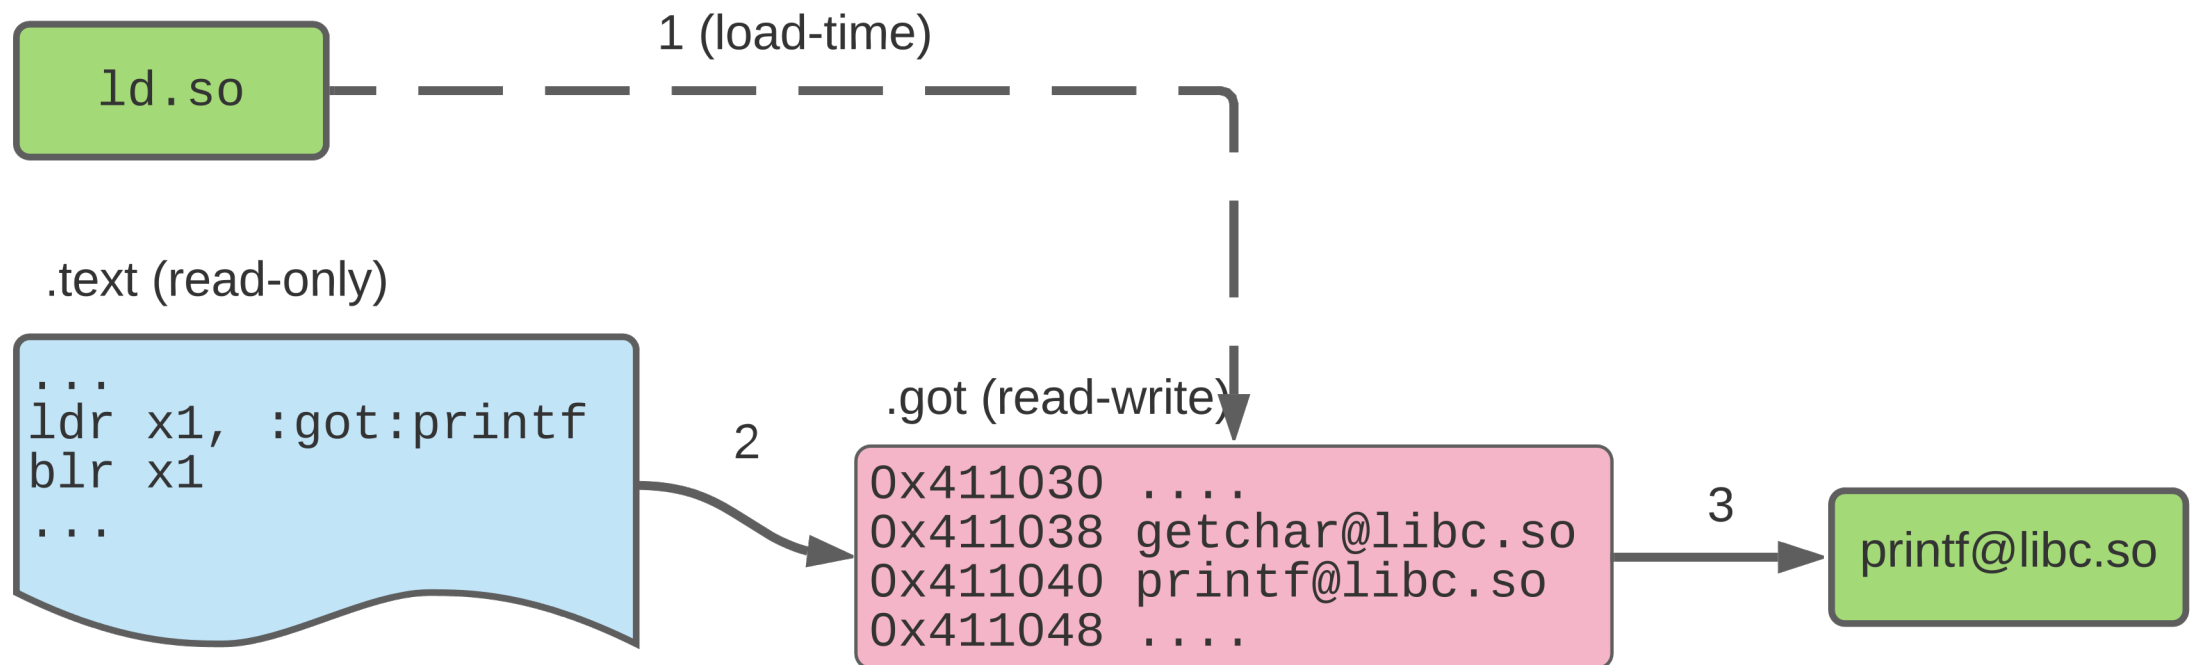 1 (load-time)
ld.so
.text (read-only)
...
ldr x1, :got:printf
blr x1
...
2
.got (read-write)
0x411030 ....
0x411038 getchar@libc.so
0x411040 printf@libc.so
0x411048 ....
3
printf@libc.so